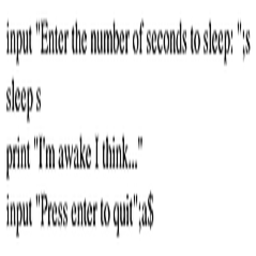 input "Enter the number of seconds to sleep: ";s
sleep s
print "I'm awake I think..."
input "Press enter to quit";a$